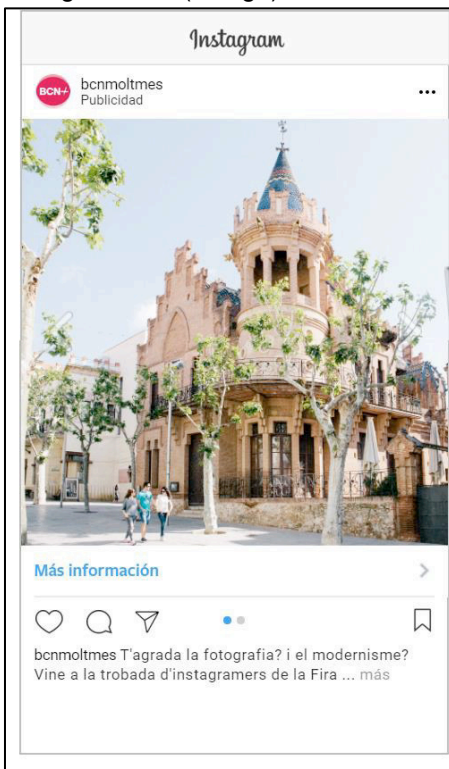 Instagram
BCN+
bcnmoltmes
Publicidad
Más información
bcnmoltmes T'agrada la fotografia? i el modernisme?
Vine a la trobada d'instagramers de la Fira ... más